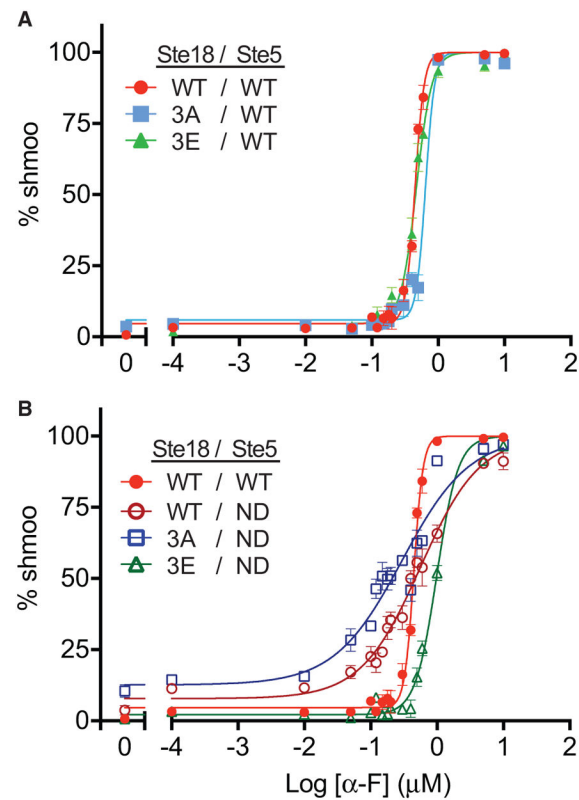 A
% shmoo
100
75
50
25
0
Ste18 / Ste5
WT / WT
3A / WT
3E / WT
0 -4 -3 -2 -1 0 1 2
B
% shmoo
100
75
50
25
0
Ste18 / Ste5
WT / WT
WT / ND
3A / ND
3E / ND
0 -4 -3 -2 -1 0 1 2
Log [α-F] (μM)